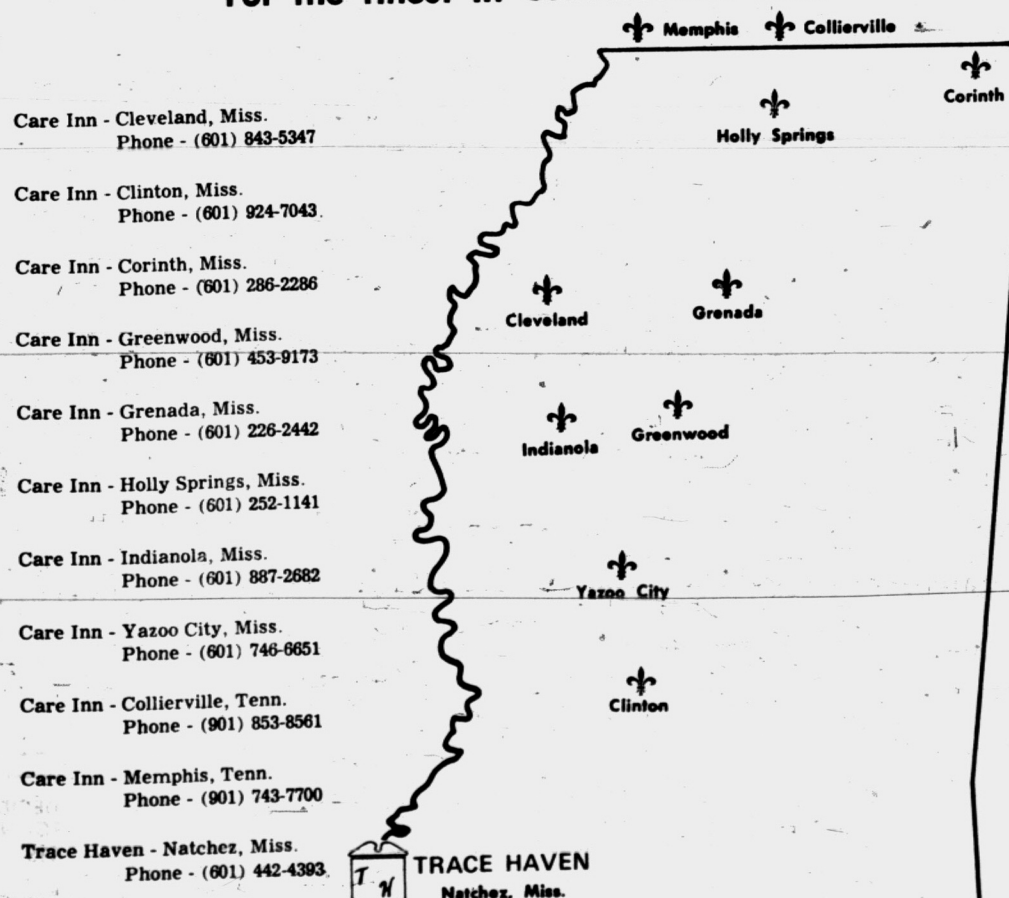 Care Inn - Cleveland, Miss.
Phone - (601) 843-5347
Care Inn - Clinton, Miss.
Phone - (601) 924-7043
Care Inn - Corinth, Miss.
Phone - (601) 286-2286
Care Inn - Greenwood, Miss.
Phone - (601) 453-9173
Care Inn - Grenada, Miss.
Phone - (601) 226-2442
Care Inn - Holly Springs, Miss.
Phone - (601) 252-1141
Care Inn - Indianola, Miss.
Phone - (601) 887-2682
Care Inn - Yazoo City, Miss.
Phone - (601) 746-6651
Care Inn - Collierville, Tenn.
Phone - (901) 853-8561
Care Inn - Memphis, Tenn.
Phone - (901) 743-7700
Trace Haven - Natchez, Miss.
Phone - (601) 442-4393
Memphis Collierville
Corinth
Holly Springs
Cleveland
Grenada
Indianola
Greenwood
Yazoo City
Clinton
T H
TRACE HAVEN
Natchez, Miss.